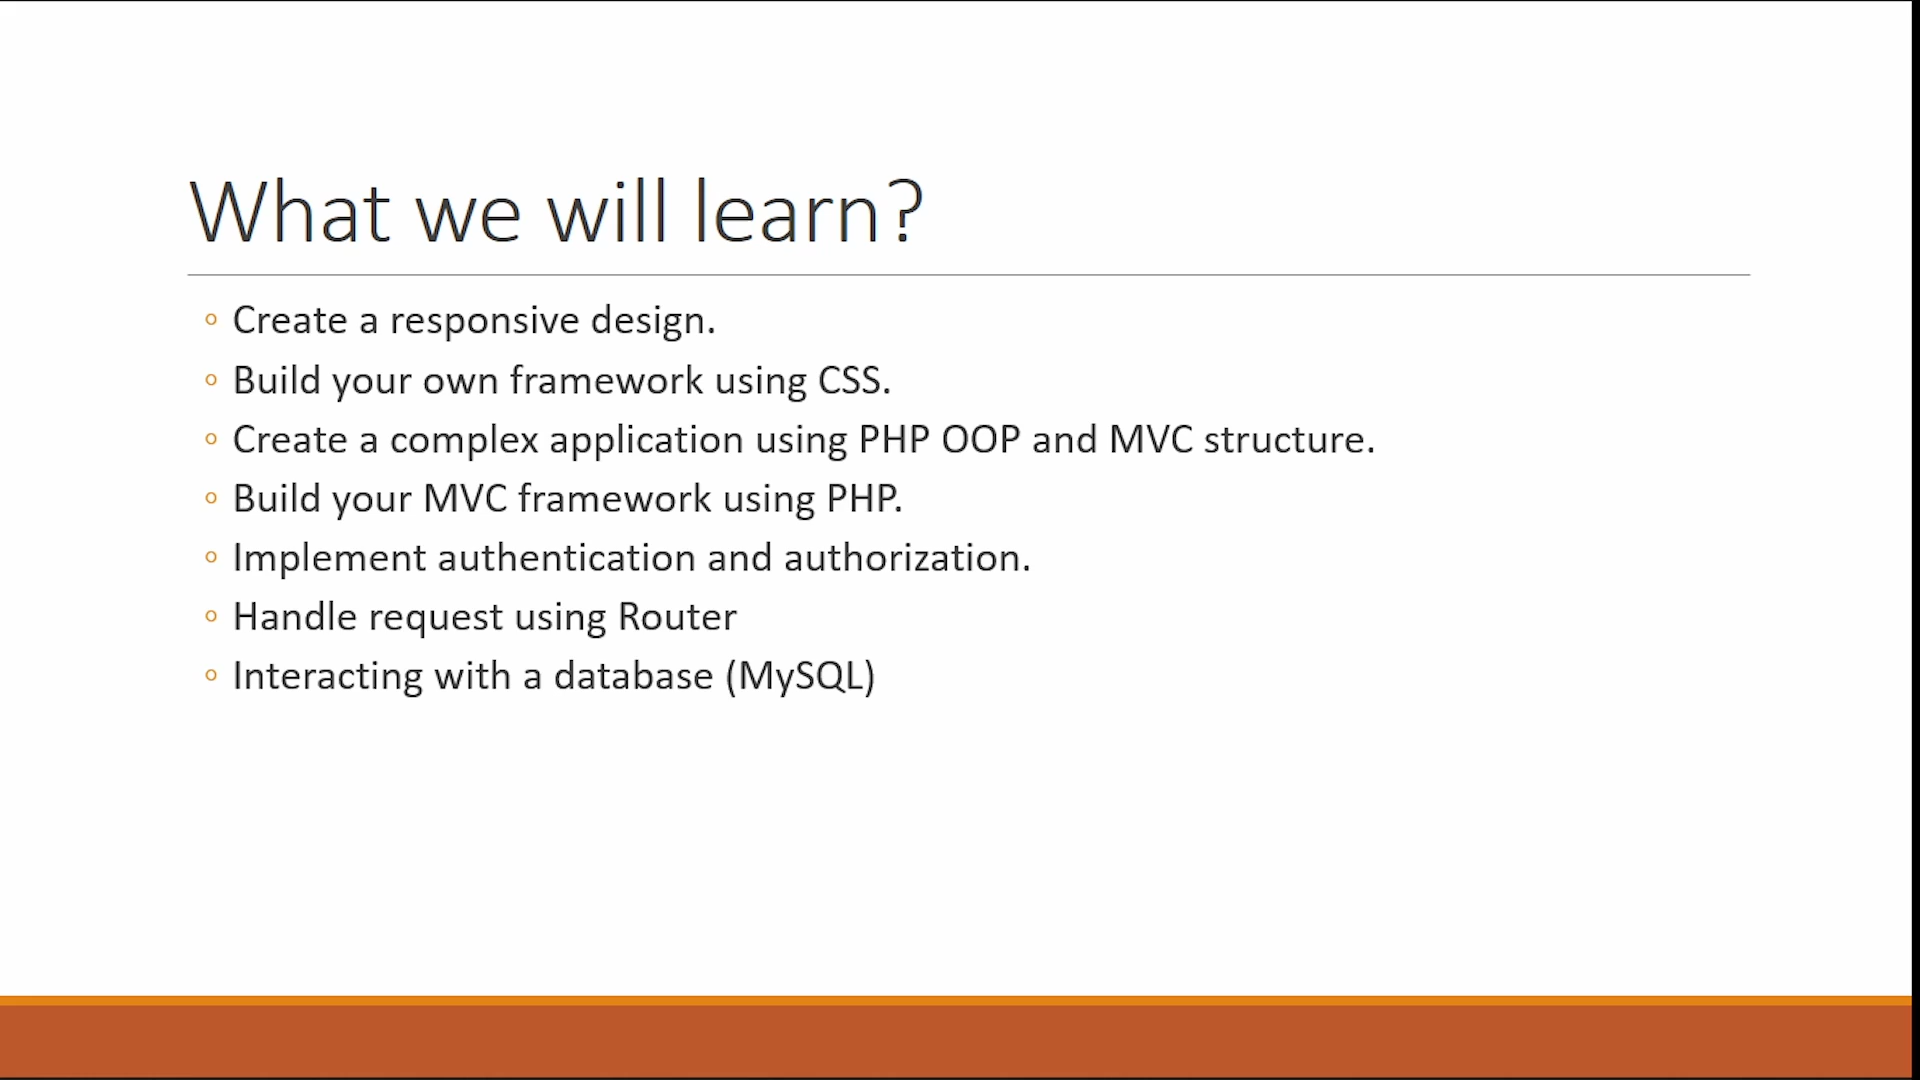 What we will learn?
◦ Create a responsive design.
◦ Build your own framework using CSS.
◦ Create a complex application using PHP OOP and MVC structure.
◦ Build your MVC framework using PHP.
◦ Implement authentication and authorization.
◦ Handle request using Router
◦ Interacting with a database (MySQL)